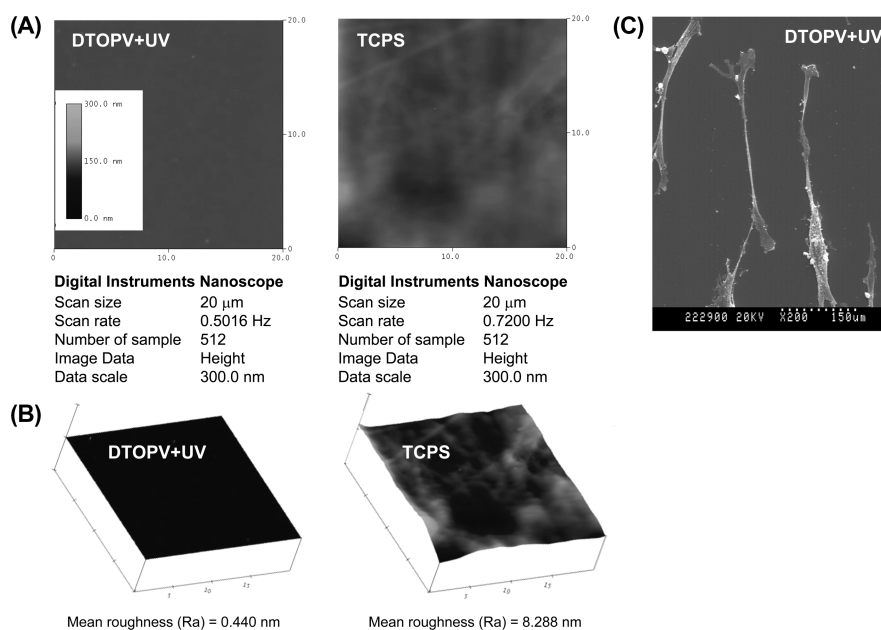 (A)
DTOPV+UV
20.0
300.0 nm
150.0 nm
0.0 nm
10.0
0
0
10.0
20.0
TCPS
20.0
10.0
0
0
10.0
20.0
Digital Instruments Nanoscope
Scan size 20 μm
Scan rate 0.5016 Hz
Number of sample 512
Image Data Height
Data scale 300.0 nm
Digital Instruments Nanoscope
Scan size 20 μm
Scan rate 0.7200 Hz
Number of sample 512
Image Data Height
Data scale 300.0 nm
(C)
DTOPV+UV
222900 20KV X200 150um
(B)
DTOPV+UV
Mean roughness (Ra) = 0.440 nm
TCPS
Mean roughness (Ra) = 8.288 nm